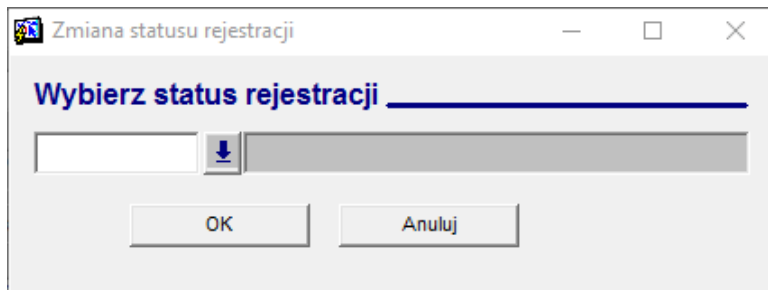 Zmiana statusu rejestracji
Wybierz status rejestracji
OK
Anuluj